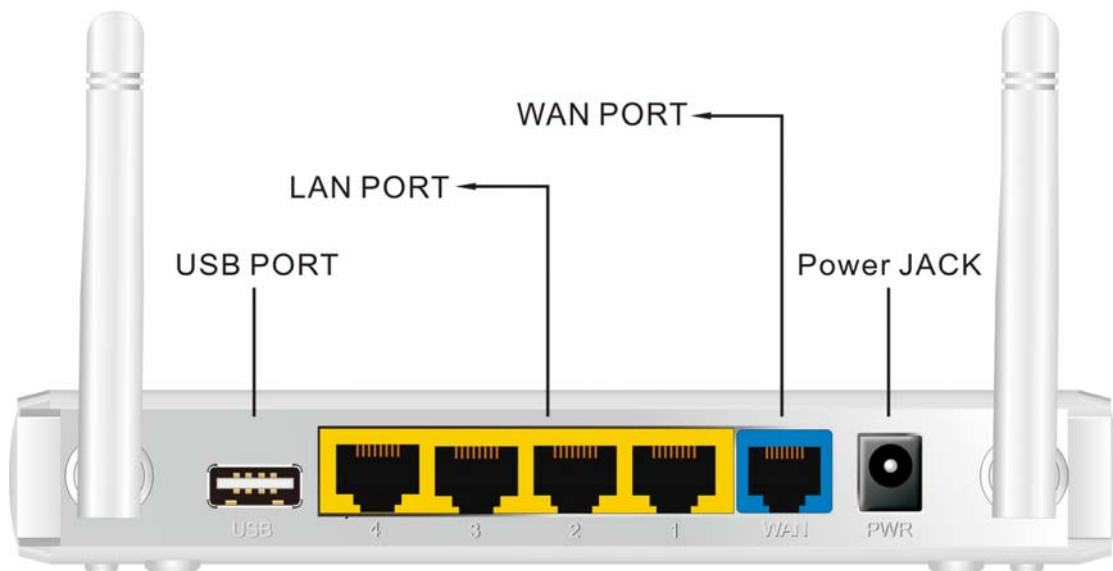 WAN PORT
LAN PORT
USB PORT
Power JACK
USB
4
3
2
1
WAN
PWR